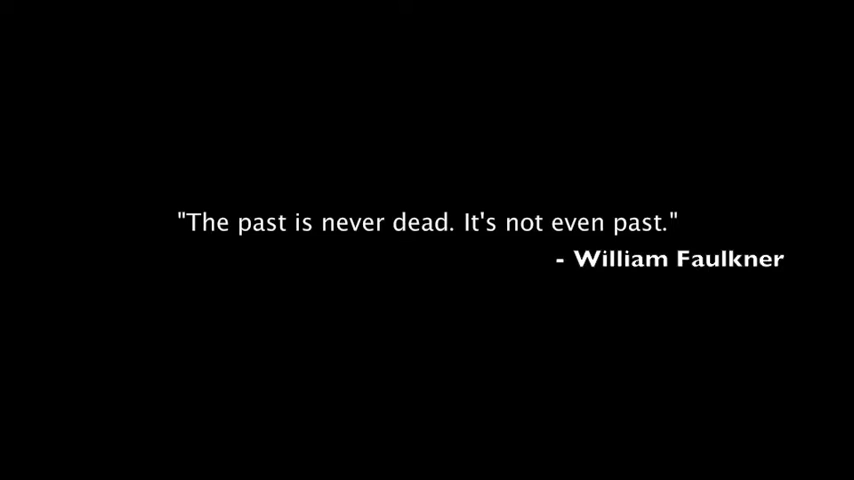 "The past is never dead. It's not even past."
- William Faulkner